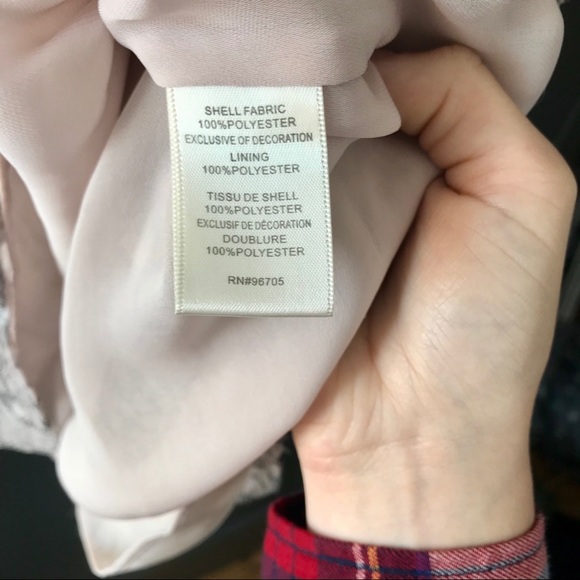 SHELL FABRIC
100%POLYESTER
EXCLUSIVE OF DECORATION
LINING
100%POLYESTER
TISSU DE SHELL
100%POLYESTER
EXCLUSIF DE DÉCORATION
DOUBLURE
100%POLYESTER
RN#96705